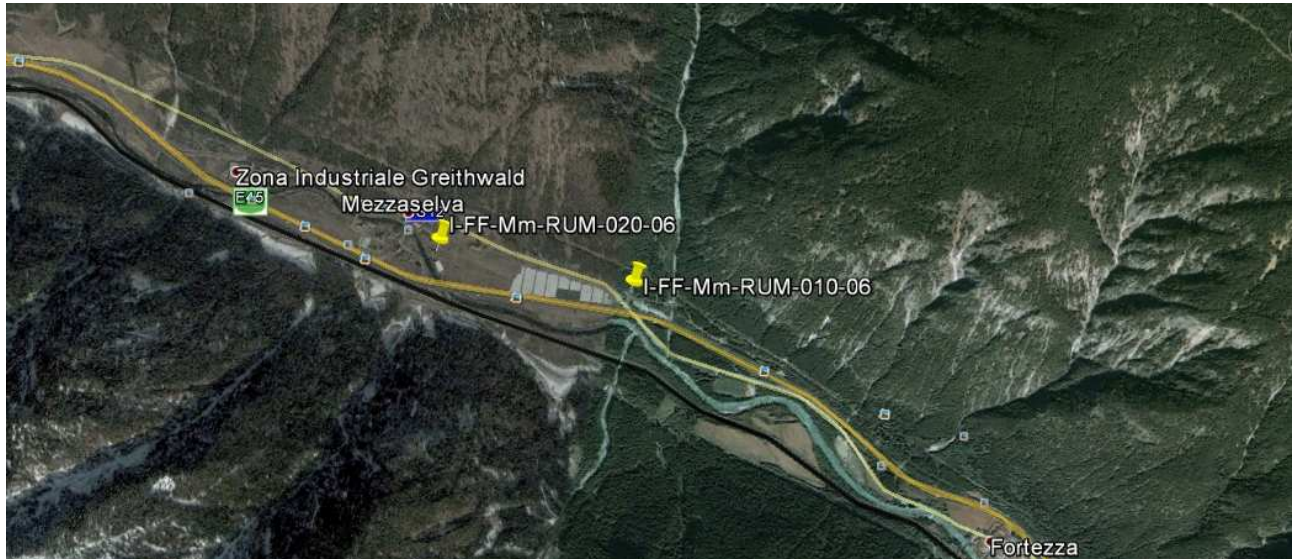 Zona Industriale Greithwald
E45
Mezzaselva
I-FF-Mm-RUM-020-06
I-FF-Mm-RUM-010-06
Fortezza